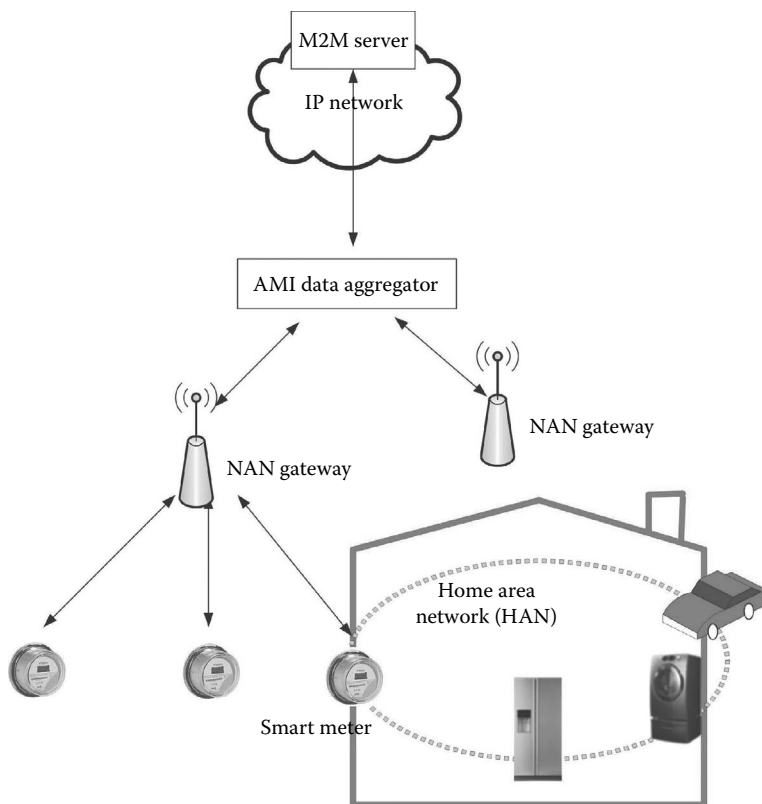 M2M server
IP network
AMI data aggregator
NAN gateway
NAN gateway
Home area
network (HAN)
Smart meter